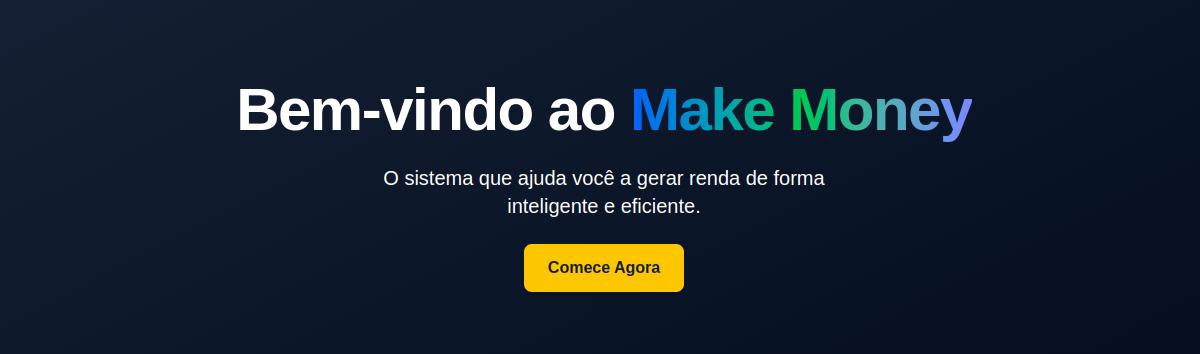 Bem-vindo ao Make Money
O sistema que ajuda você a gerar renda de forma
inteligente e eficiente.
Comece Agora